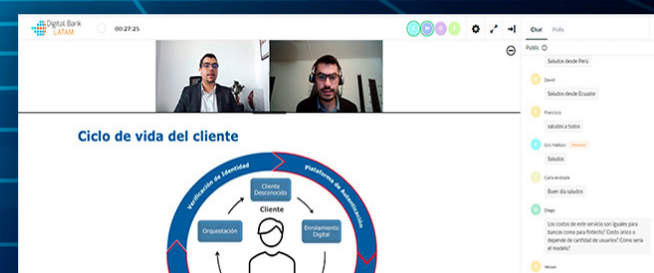 Digital Bank
LATAM
00:27:25
Chat
Polls
Public
Saludos desde Perú
David
Saludos desde Ecuador
Francisco
saludos a todos
Saludos
Carla Andrade
Buen día saludos
Diego
Los costos de este servicio son iguales para
bancos como para fintechs? Costo único o
depende de cantidad de usuarios? Cómo sería
el modelo?
Ciclo de vida del cliente
Verificación de Identidad
Plataforma de Autenticación
Cliente
Desconocido
Cliente
Orquestación
Enrolamiento
Digital